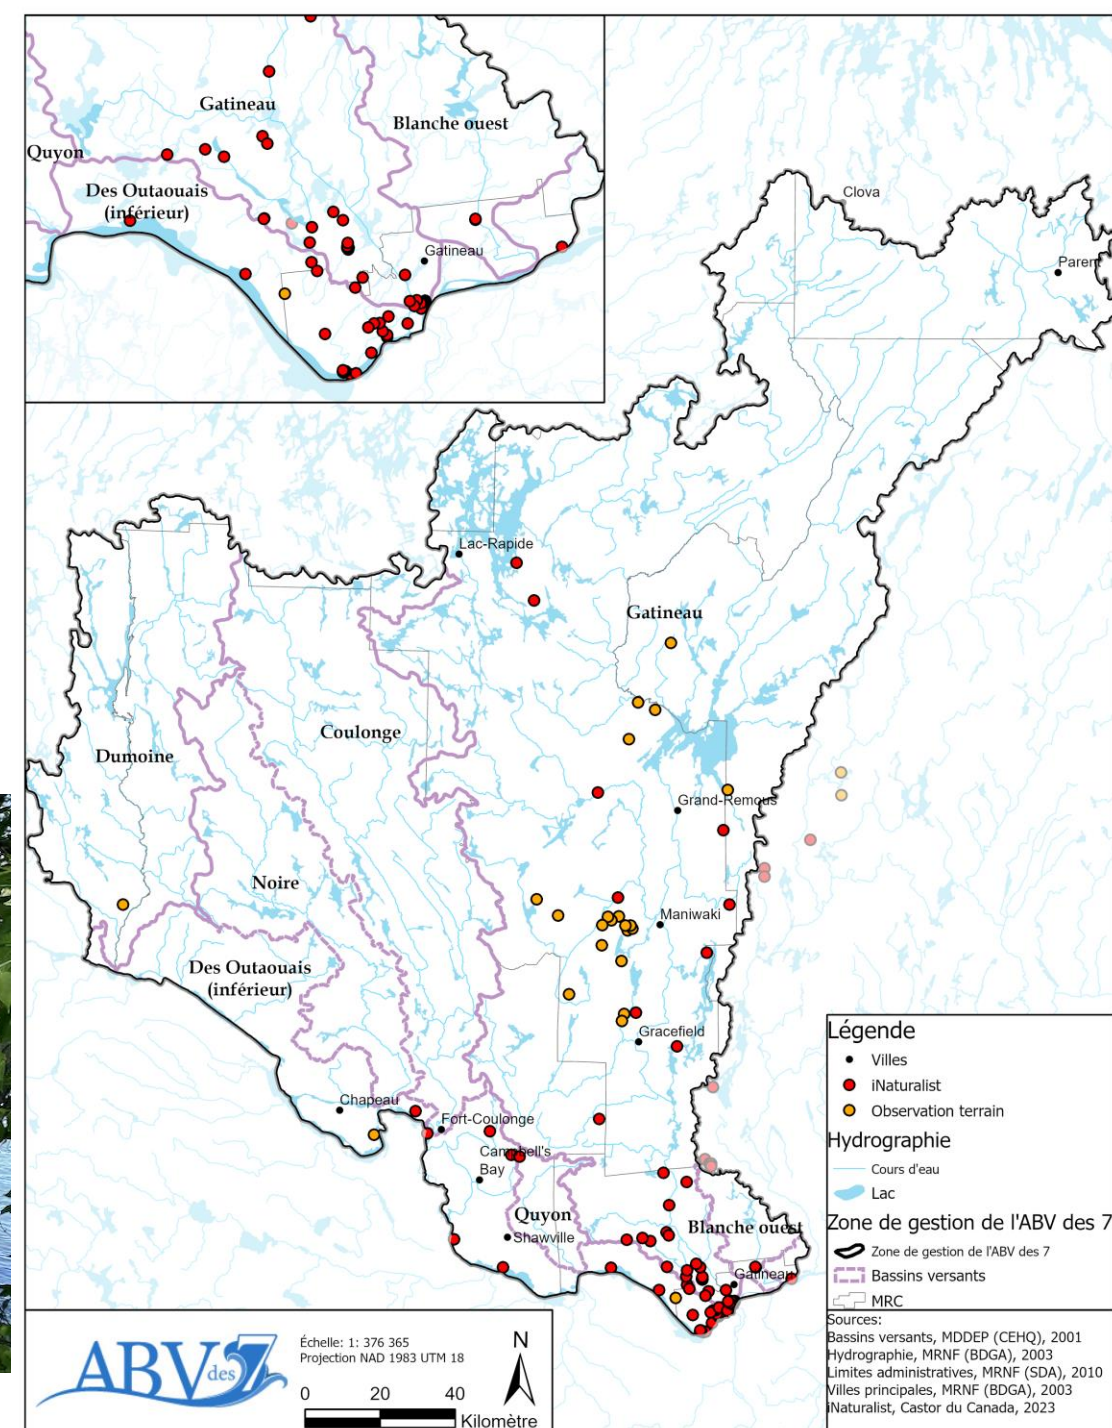 Gatineau
Blanche ouest
Quyon
Des Outaouais
(inférieur)
Gatineau
Clova
Parent
Lac-Rapide
Gatineau
Coulonge
Dumoine
Grand-Remous
Noire
Maniwaki
Des Outaouais
(inférieur)
Gracefield
Chapeau
Fort-Coulonge
Campbell's
Bay
Quyon
Shawville
Blanche ouest
Gatineau
Légende
Villes
iNaturalist
Observation terrain
Hydrographie
Cours d'eau
Lac
Zone de gestion de l'ABV des 7
Zone de gestion de l'ABV des 7
Bassins versants
MRC
Sources:
Bassins versants, MDDEP (CEHQ), 2001
Hydrographie, MRNF (BDGA), 2003
Limites administratives, MRNF (SDA), 2010
Villes principales, MRNF (BDGA), 2003
iNaturalist, Castor du Canada, 2023
ABV des 7
Échelle: 1: 376 365
Projection NAD 1983 UTM 18
N
0 20 40
Kilomètre